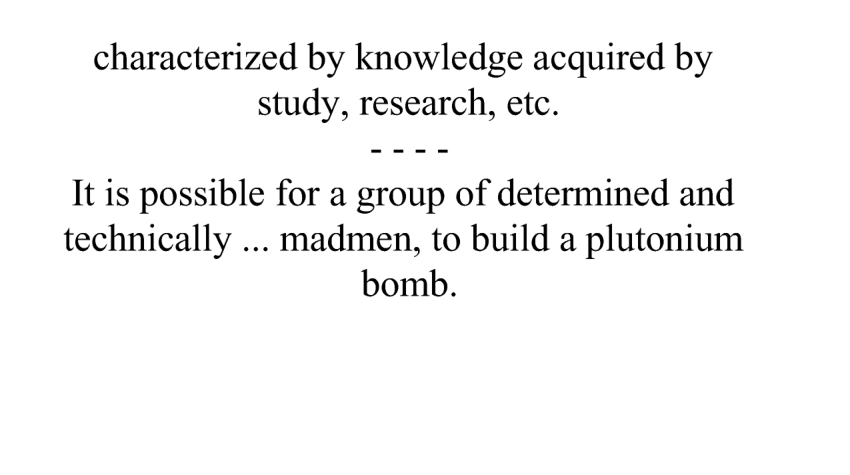 characterized by knowledge acquired by
study, research, etc.
- - - -
It is possible for a group of determined and
technically ... madmen, to build a plutonium
bomb.